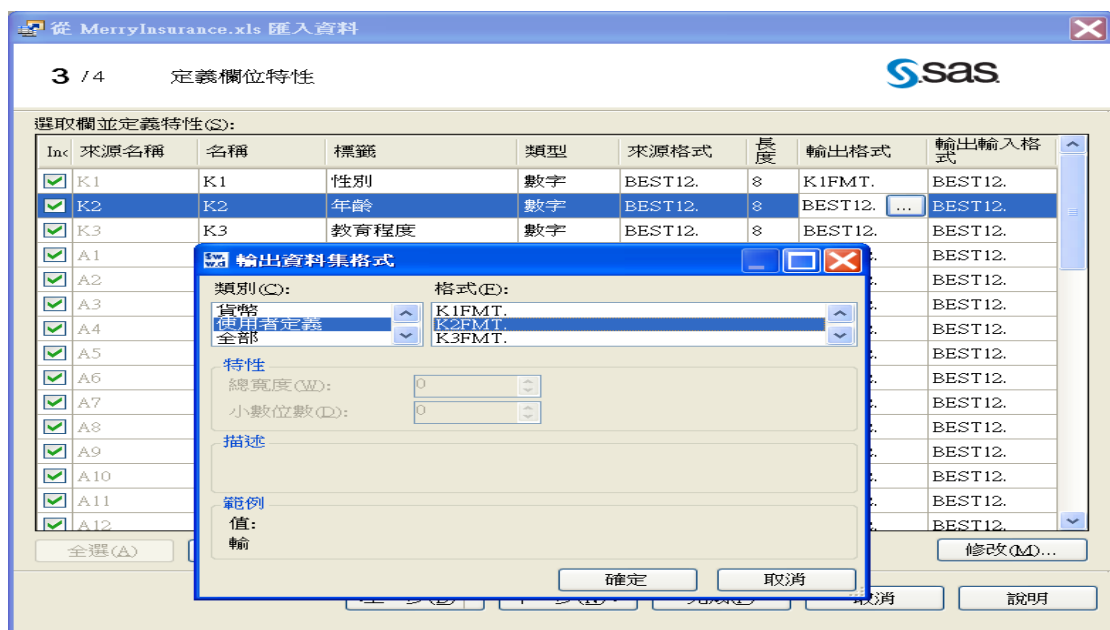 從 MerryInsurance.xls 匯入資料
3 /4 定義欄位特性
sas
選取欄並定義特性(S):
Inc 來源名稱 名稱 標籤 類型 來源格式 長度 輸出格式 輸出輸入格式
K1 K1 性別 數字 BEST12. 8 K1FMT. BEST12.
K2 K2 年齡 數字 BEST12. 8 BEST12. ... BEST12.
K3 K3 教育程度 數字 BEST12. 8 BEST12. BEST12.
A1 BEST12.
A2 BEST12.
A3 BEST12.
A4 BEST12.
A5 BEST12.
A6 BEST12.
A7 BEST12.
A8 BEST12.
A9 BEST12.
A10 BEST12.
A11 BEST12.
A12 BEST12.
輸出資料集格式
類別(C): 格式(F):
貨幣 K1FMT.
使用者定義 K2FMT.
全部 K3FMT.
特性
總寬度(W): 0
小數位數(D): 0
描述
範例
值:
輸
確定 取消
全選(A) 修改(M)...
取消 說明